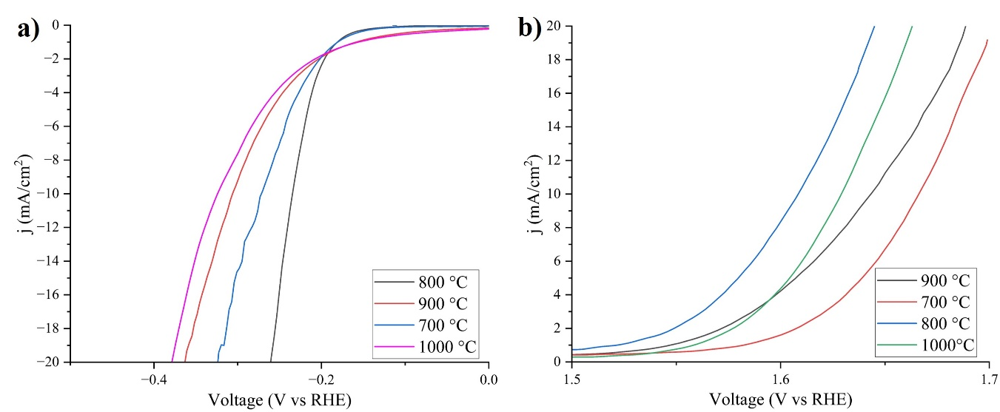 a)
j (mA/cm²)
0
−2
−4
−6
−8
−10
−12
−14
−16
−18
−20
−0.4
−0.2
0.0
Voltage (V vs RHE)
800 °C
900 °C
700 °C
1000 °C
b)
j (mA/cm²)
20
18
16
14
12
10
8
6
4
2
0
1.5
1.6
1.7
Voltage (V vs RHE)
900 °C
700 °C
800 °C
1000°C